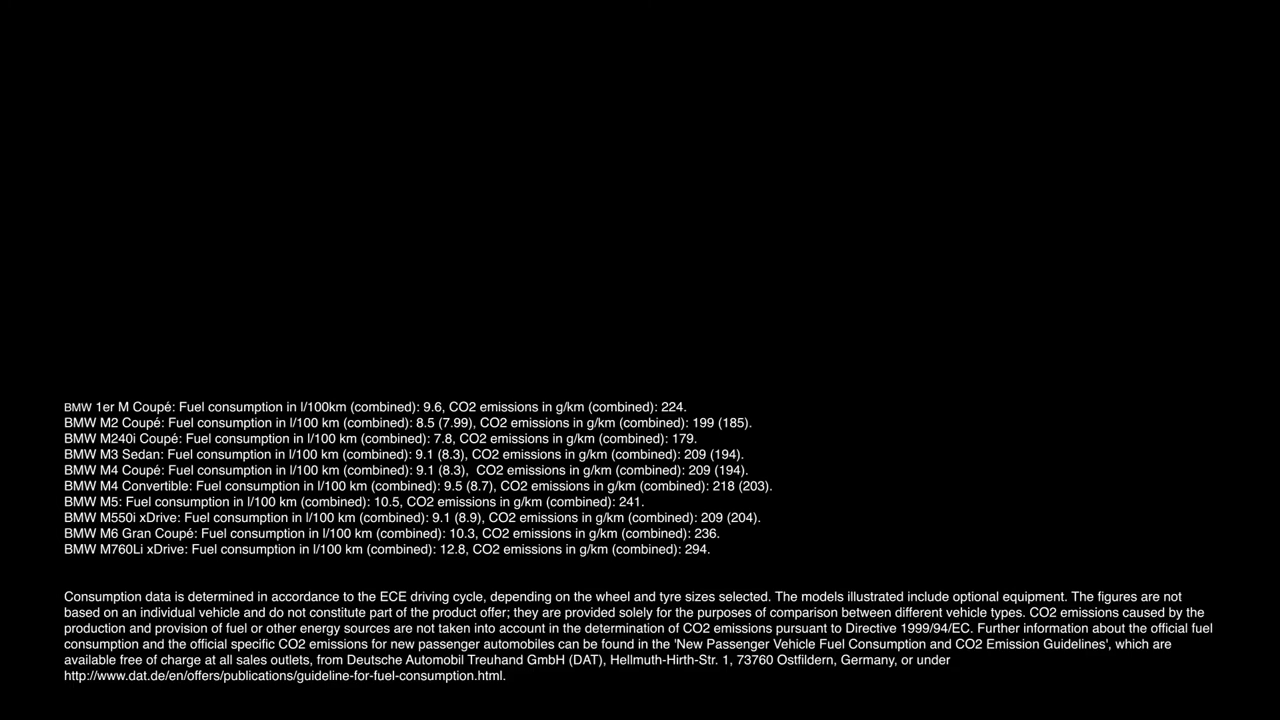 BMW 1er M Coupé: Fuel consumption in l/100km (combined): 9.6, CO2 emissions in g/km (combined): 224.
BMW M2 Coupé: Fuel consumption in l/100 km (combined): 8.5 (7.99), CO2 emissions in g/km (combined): 199 (185).
BMW M240i Coupé: Fuel consumption in l/100 km (combined): 7.8, CO2 emissions in g/km (combined): 179.
BMW M3 Sedan: Fuel consumption in l/100 km (combined): 9.1 (8.3), CO2 emissions in g/km (combined): 209 (194).
BMW M4 Coupé: Fuel consumption in l/100 km (combined): 9.1 (8.3),  CO2 emissions in g/km (combined): 209 (194).
BMW M4 Convertible: Fuel consumption in l/100 km (combined): 9.5 (8.7), CO2 emissions in g/km (combined): 218 (203).
BMW M5: Fuel consumption in l/100 km (combined): 10.5, CO2 emissions in g/km (combined): 241.
BMW M550i xDrive: Fuel consumption in l/100 km (combined): 9.1 (8.9), CO2 emissions in g/km (combined): 209 (204).
BMW M6 Gran Coupé: Fuel consumption in l/100 km (combined): 10.3, CO2 emissions in g/km (combined): 236.
BMW M760Li xDrive: Fuel consumption in l/100 km (combined): 12.8, CO2 emissions in g/km (combined): 294.
Consumption data is determined in accordance to the ECE driving cycle, depending on the wheel and tyre sizes selected. The models illustrated include optional equipment. The figures are not
based on an individual vehicle and do not constitute part of the product offer; they are provided solely for the purposes of comparison between different vehicle types. CO2 emissions caused by the
production and provision of fuel or other energy sources are not taken into account in the determination of CO2 emissions pursuant to Directive 1999/94/EC. Further information about the official fuel
consumption and the official specific CO2 emissions for new passenger automobiles can be found in the 'New Passenger Vehicle Fuel Consumption and CO2 Emission Guidelines', which are
available free of charge at all sales outlets, from Deutsche Automobil Treuhand GmbH (DAT), Hellmuth-Hirth-Str. 1, 73760 Ostfildern, Germany, or under
http://www.dat.de/en/offers/publications/guideline-for-fuel-consumption.html.